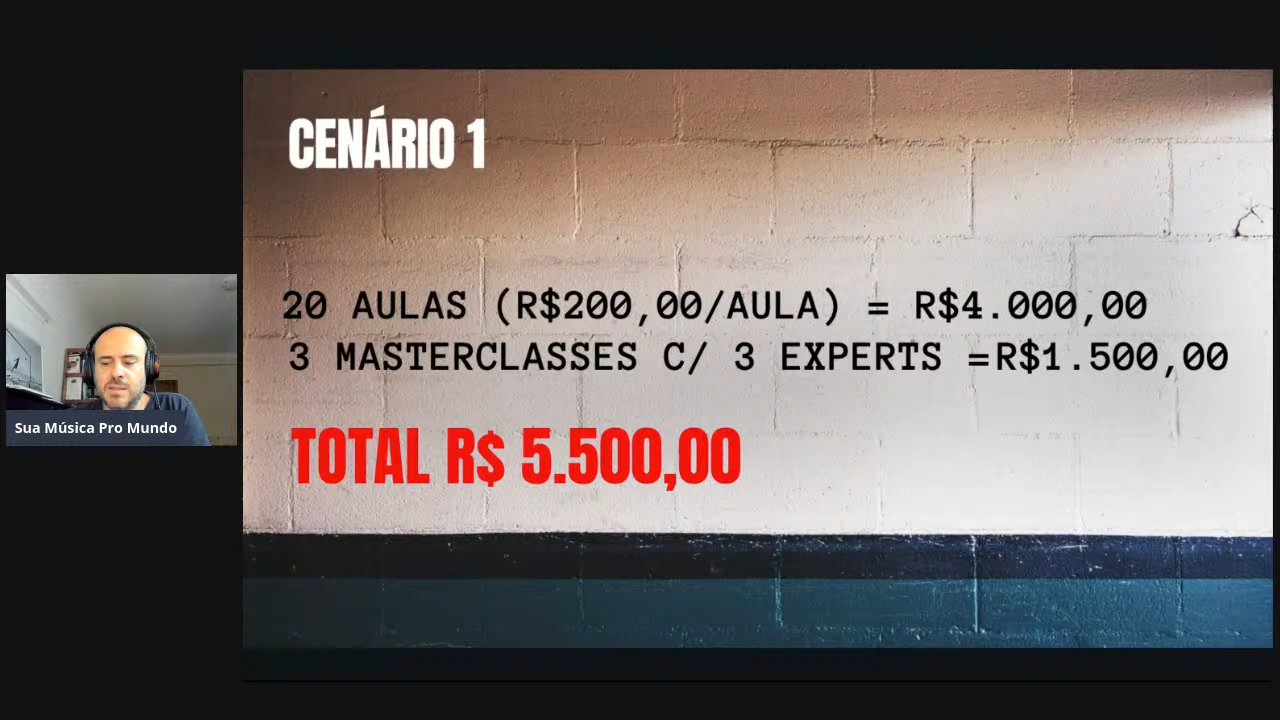 CENÁRIO 1
20 AULAS (R$200,00/AULA) = R$4.000,00
3 MASTERCLASSES C/ 3 EXPERTS =R$1.500,00
TOTAL R$ 5.500,00
Sua Música Pro Mundo